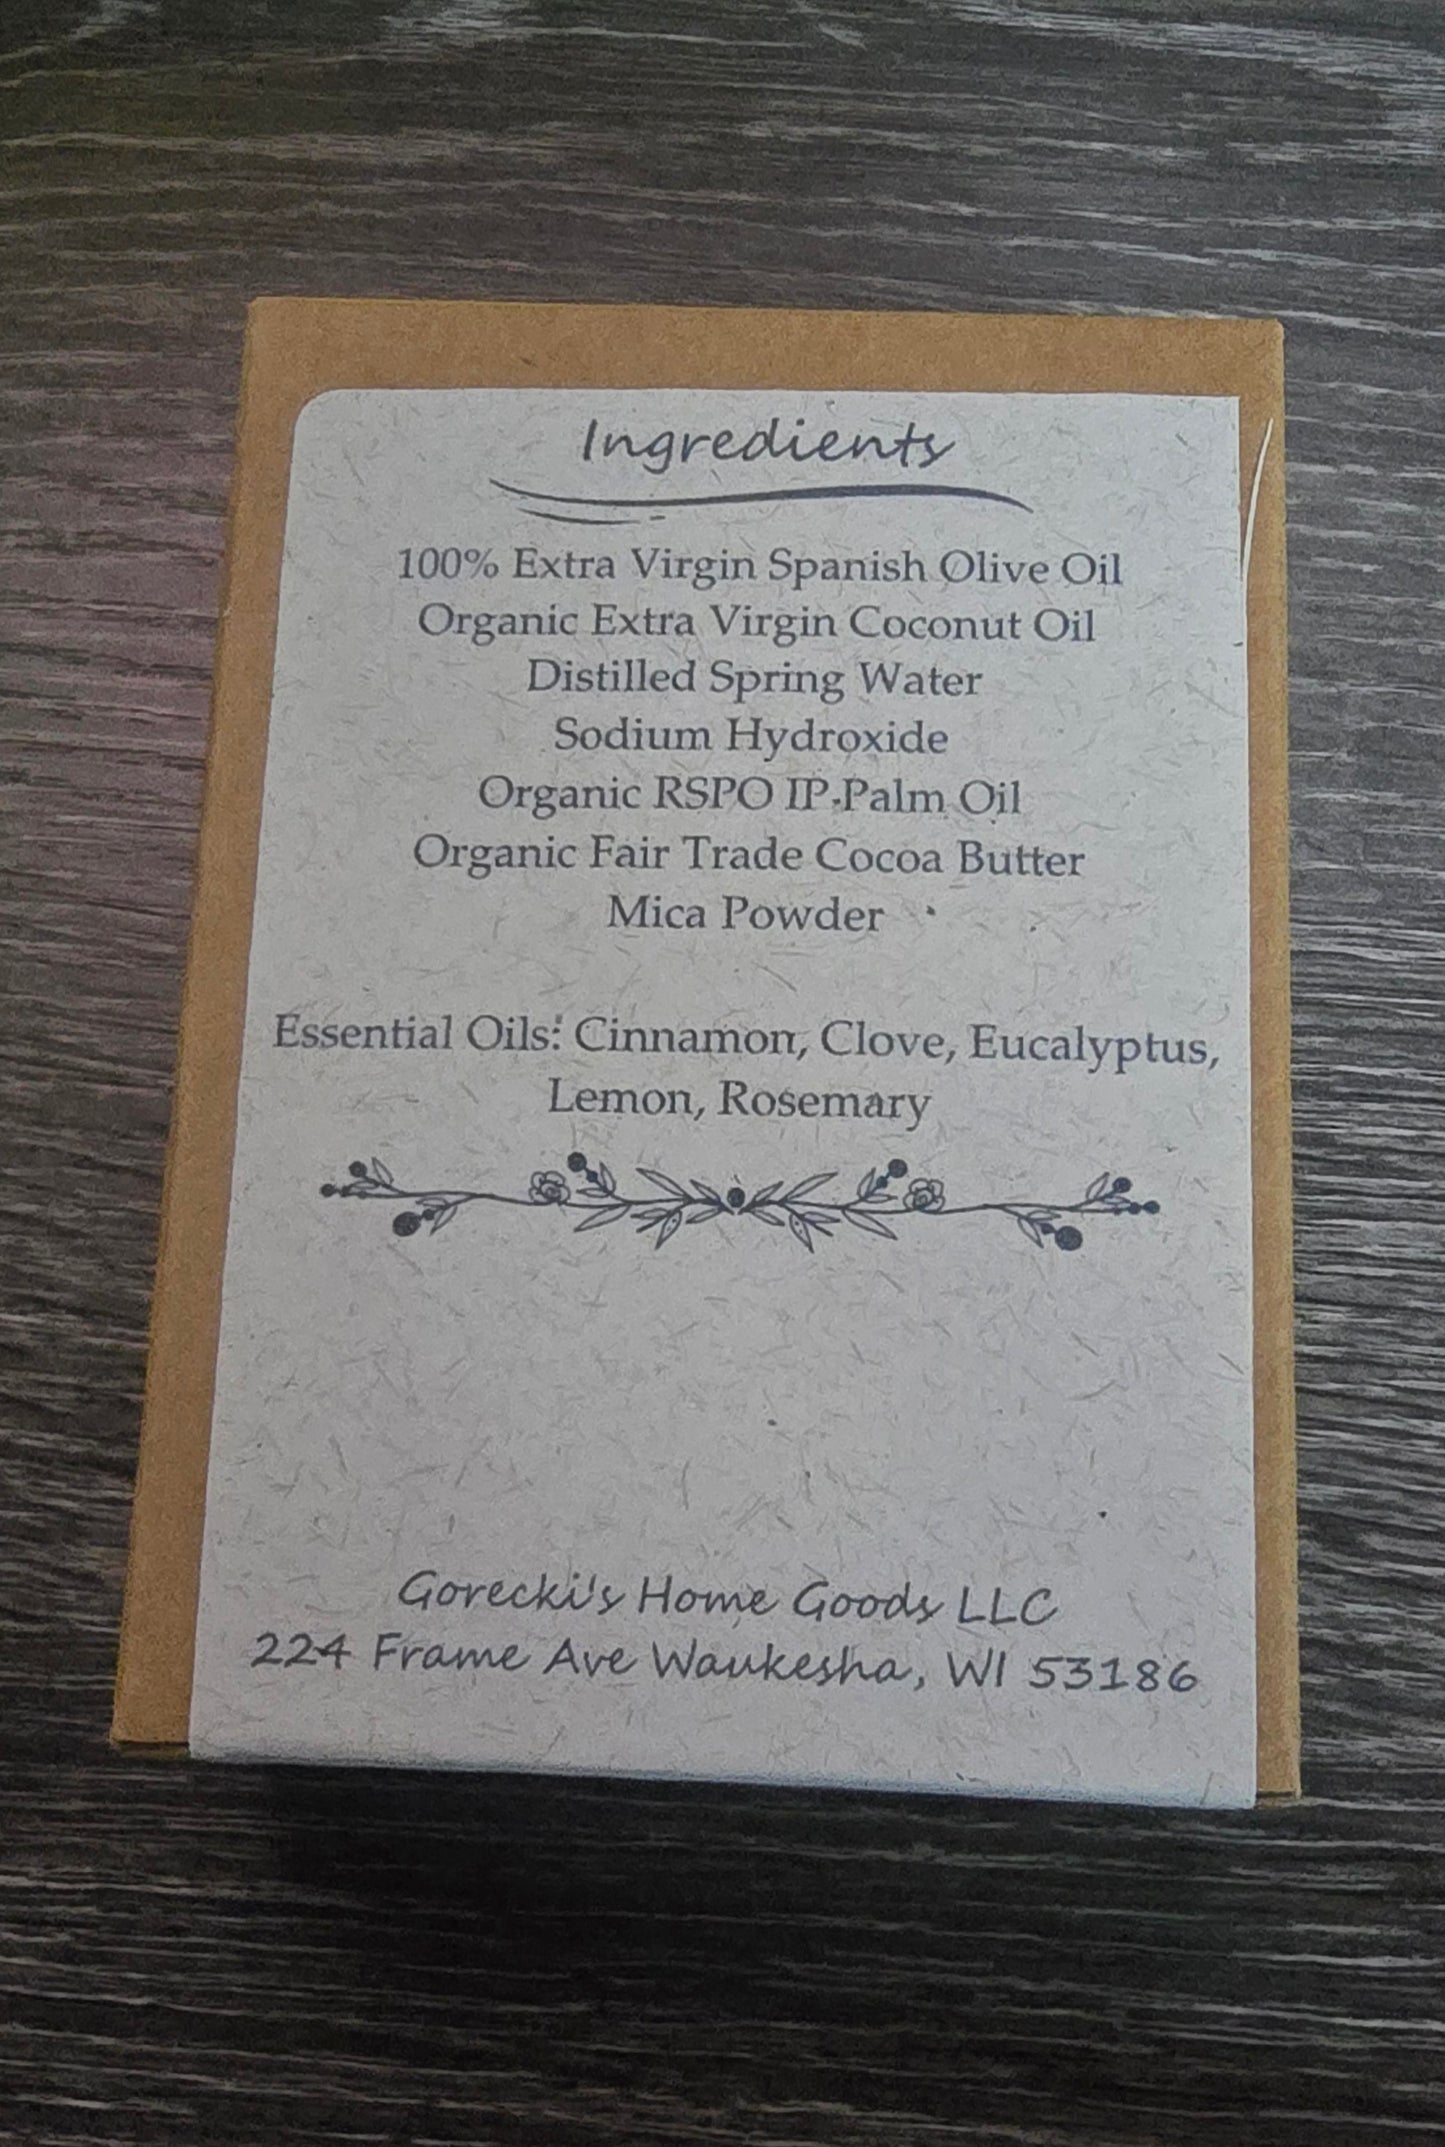 Ingredients
100% Extra Virgin Spanish Olive Oil
Organic Extra Virgin Coconut Oil
Distilled Spring Water
Sodium Hydroxide
Organic RSPO IP-Palm Oil
Organic Fair Trade Cocoa Butter
Mica Powder
Essential Oils: Cinnamon, Clove, Eucalyptus,
Lemon, Rosemary
Gorecki's Home Goods LLC
224 Frame Ave Waukesha, WI 53186